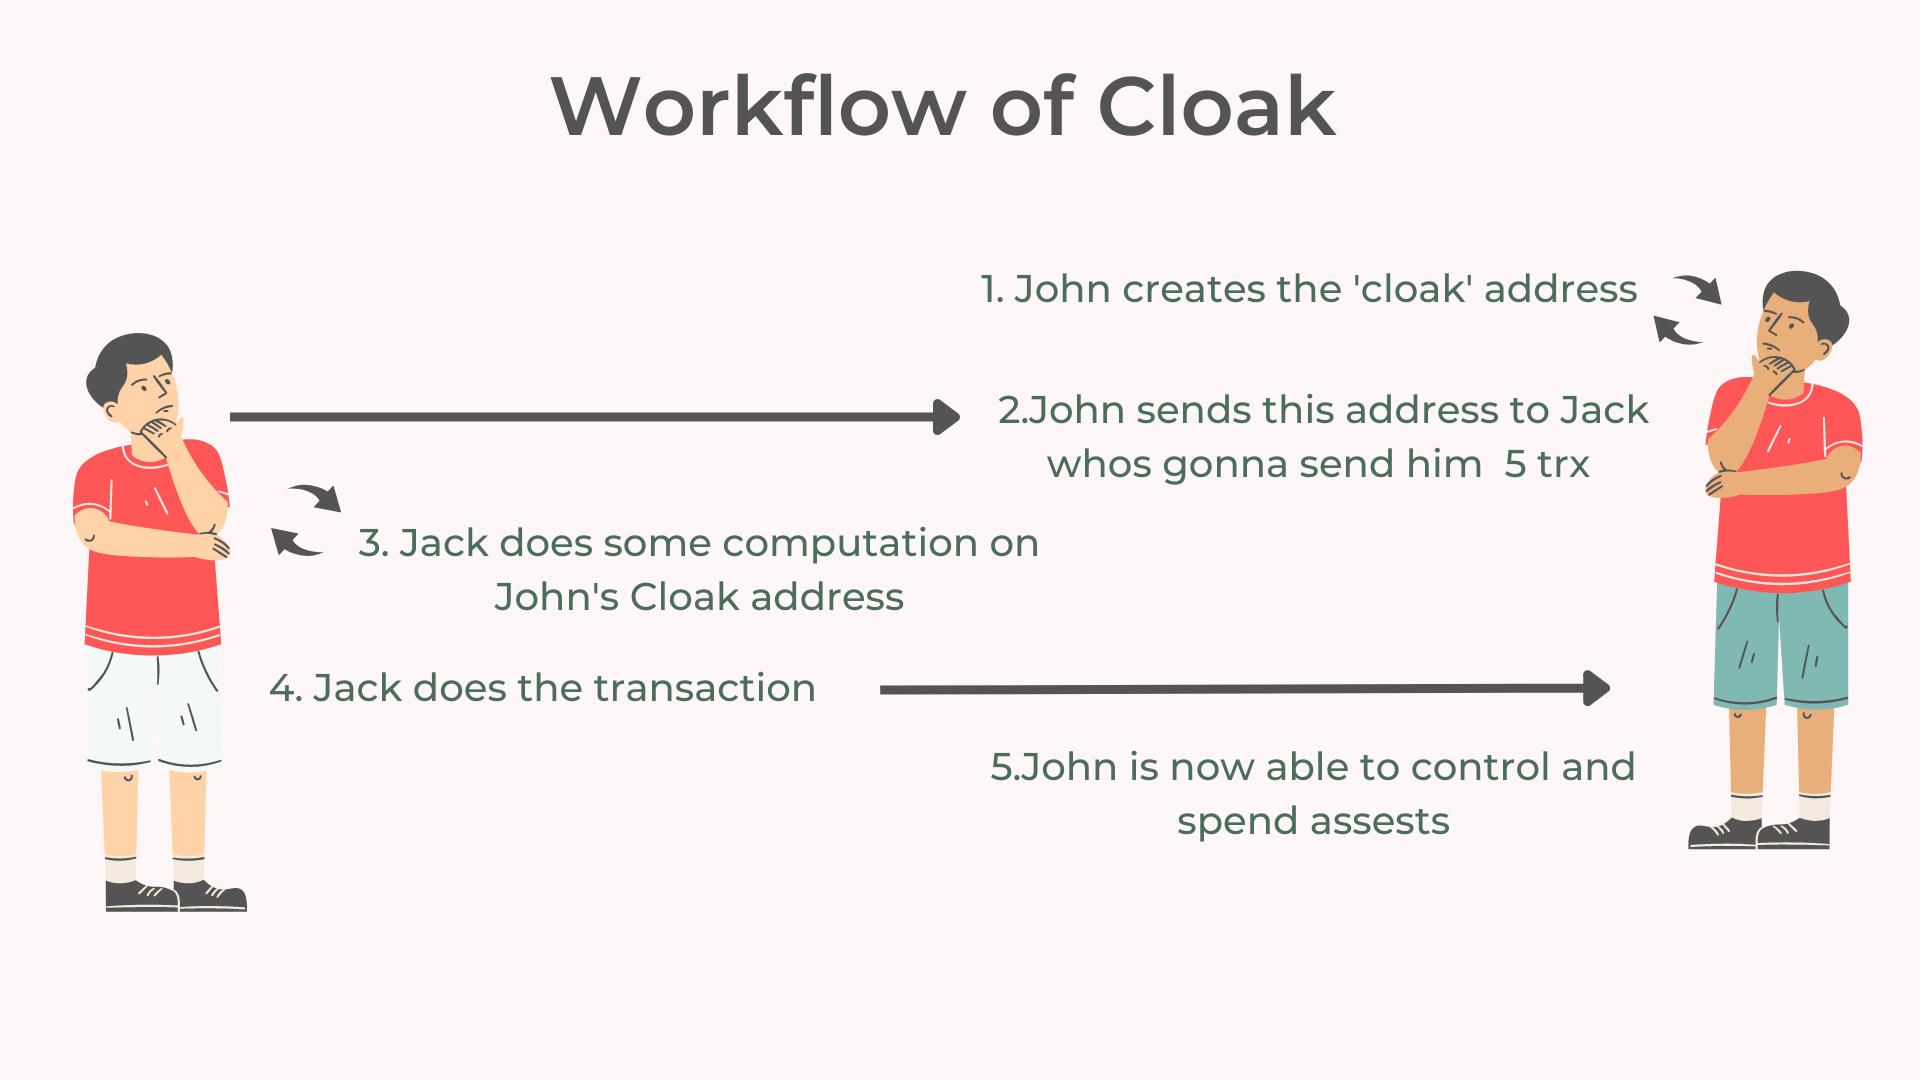 Workflow of Cloak
1. John creates the 'cloak' address
2.John sends this address to Jack
whos gonna send him  5 trx
3. Jack does some computation on
John's Cloak address
4. Jack does the transaction
5.John is now able to control and
spend assests